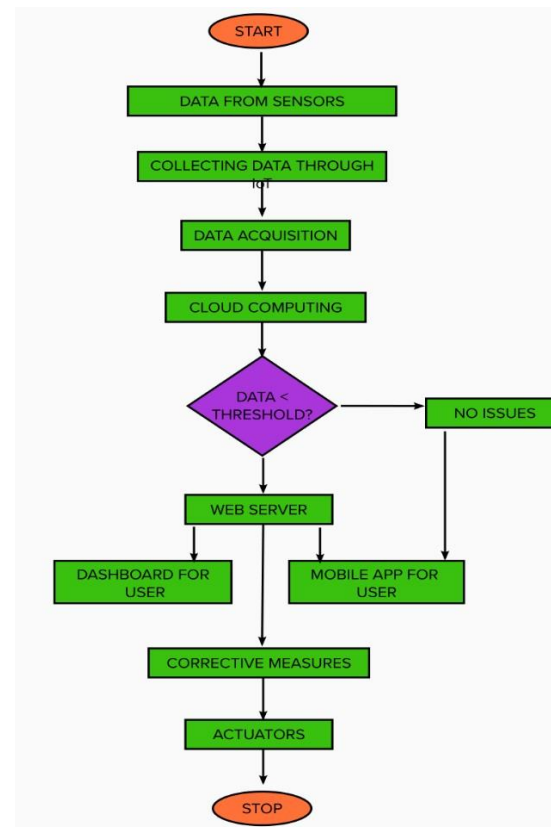 START
DATA FROM SENSORS
COLLECTING DATA THROUGH
IoT
DATA ACQUISITION
CLOUD COMPUTING
DATA <
THRESHOLD?
NO ISSUES
WEB SERVER
DASHBOARD FOR
USER
MOBILE APP FOR
USER
CORRECTIVE MEASURES
ACTUATORS
STOP